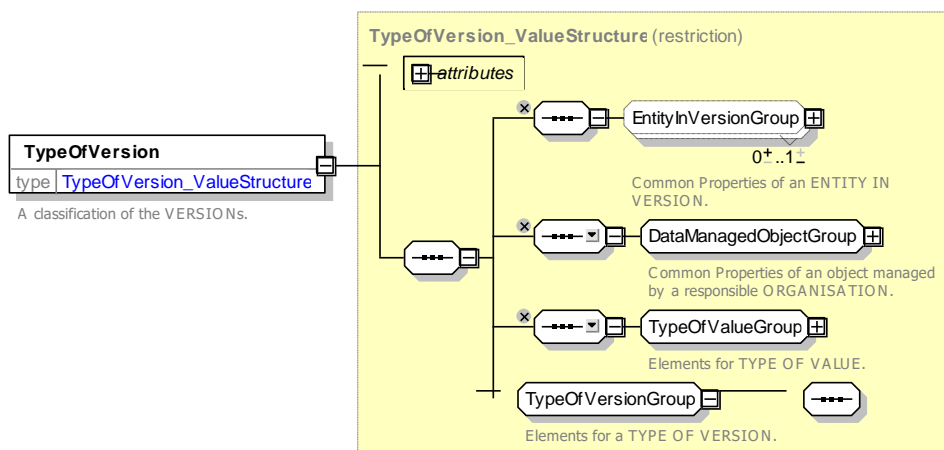 TypeOfVersion_ValueStructure (restriction)
attributes
EntityInVersionGroup
0..1
Common Properties of an ENTITY IN
VERSION.
TypeOfVersion
type TypeOfVersion_ValueStructure
A classification of the VERSIONs.
DataManagedObjectGroup
Common Properties of an object managed
by a responsible ORGANISATION.
TypeOfValueGroup
Elements for TYPE OF VALUE.
TypeOfVersionGroup
Elements for a TYPE OF VERSION.